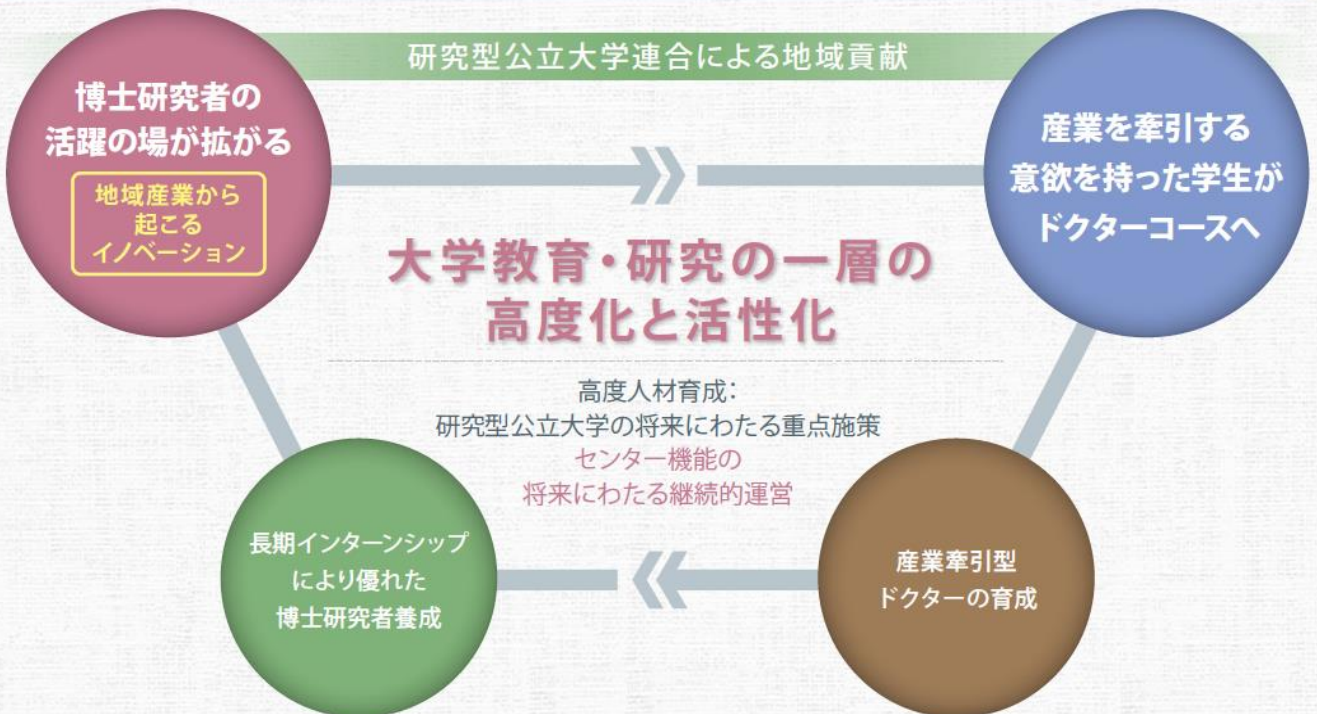 研究型公立大学連合による地域貢献
博士研究者の
活躍の場が拡がる
地域産業から
起こる
イノベーション
産業を牽引する
意欲を持った学生が
ドクターコースへ
大学教育・研究の一層の
高度化と活性化
高度人材育成:
研究型公立大学の将来にわたる重点施策
センター機能の
将来にわたる継続的運営
長期インターンシップ
により優れた
博士研究者養成
産業牽引型
ドクターの育成